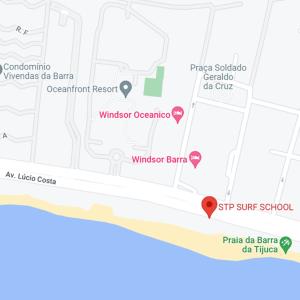 R. F
Condomínio
Vivendas da Barra
Oceanfront Resort
Praça Soldado
Geraldo
da Cruz
Windsor Oceanico
A
Windsor Barra
Av. Lúcio Costa
STP SURF SCHOOL
Praia da Barra
da Tijuca